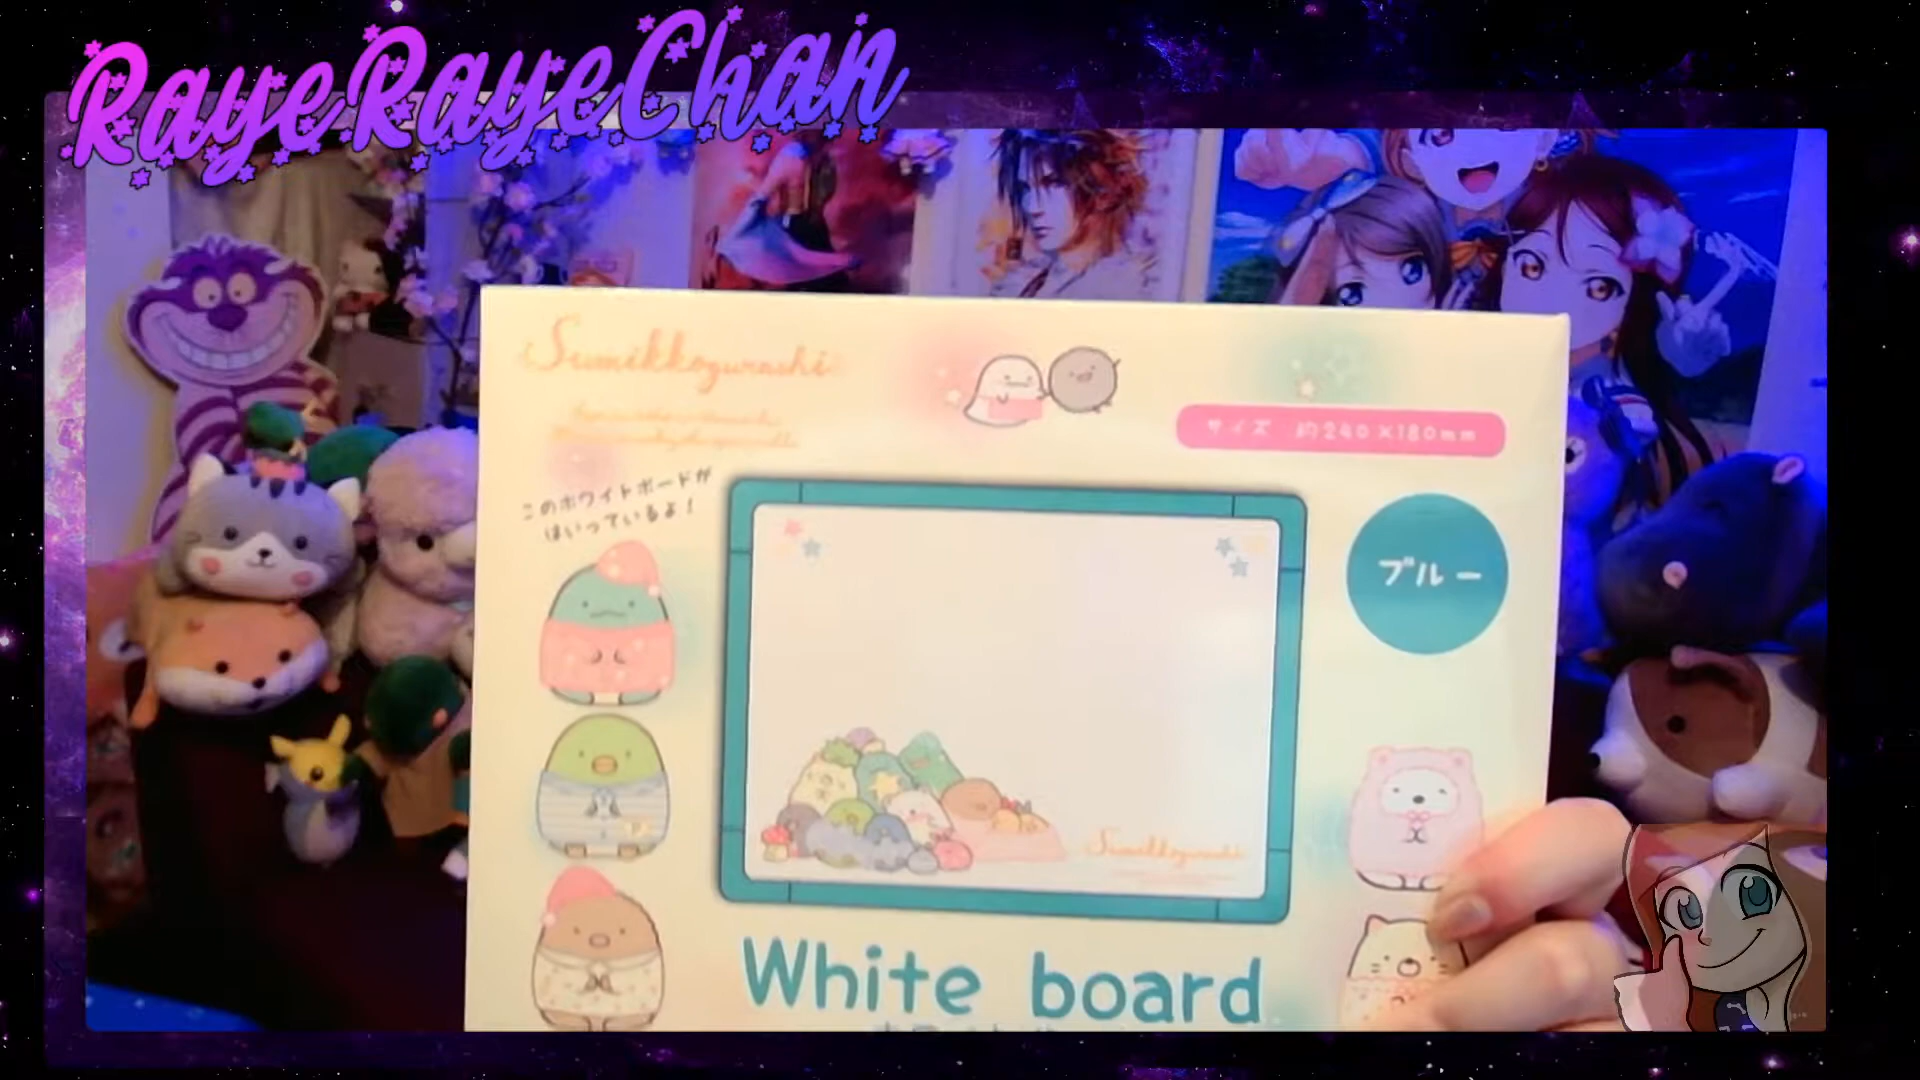 RayeRayeChan
Sumikkogurashi
サイズ 約240×180mm
このホワイトボードが
はいっているよ!
ブルー
Sumikkogurashi
White board